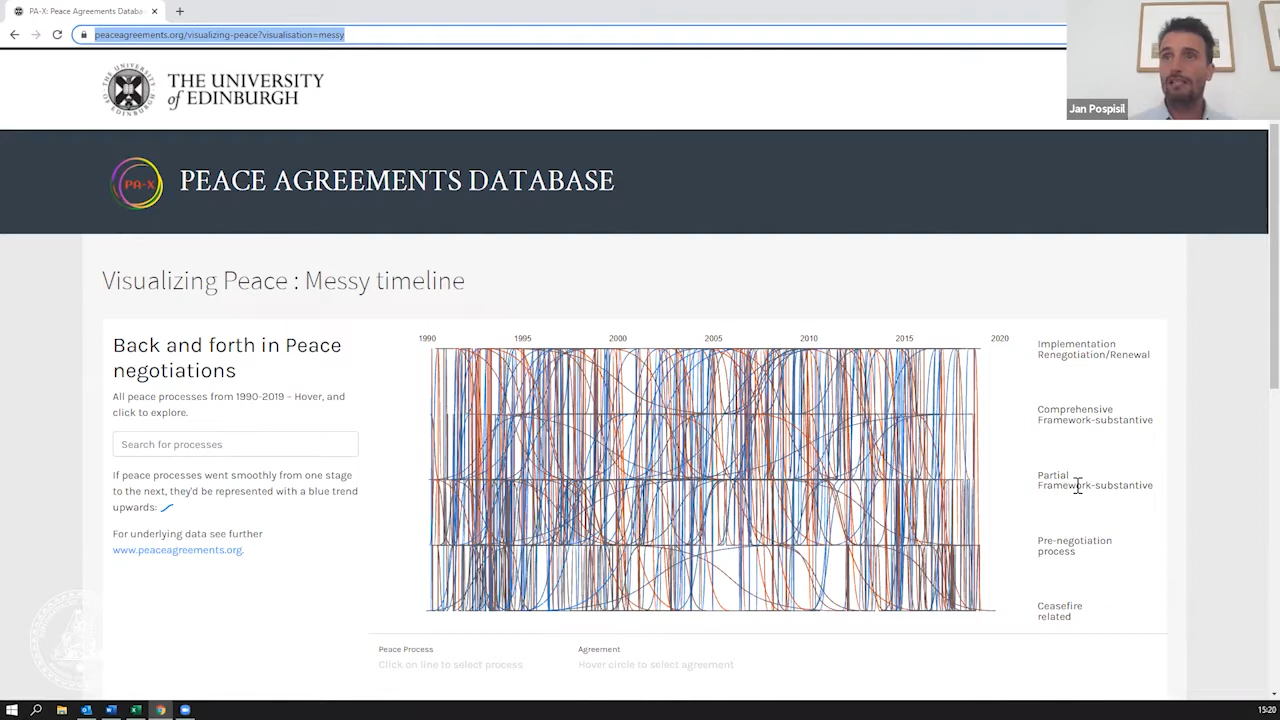 PA-X: Peace Agreements Databa
peaceagreements.org/visualizing-peace?visualisation=messy
THE UNIVERSITY
of EDINBURGH
Jan Pospisil
PA-X
PEACE AGREEMENTS DATABASE
Visualizing Peace : Messy timeline
Back and forth in Peace
negotiations
All peace processes from 1990-2019 – Hover, and
click to explore.
Search for processes
If peace processes went smoothly from one stage
to the next, they'd be represented with a blue trend
upwards:
For underlying data see further
www.peaceagreements.org.
1990 1995 2000 2005 2010 2015 2020
Implementation
Renegotiation/Renewal
Comprehensive
Framework-substantive
Partial
Framework-substantive
Pre-negotiation
process
Ceasefire
related
Peace Process
Click on line to select process
Agreement
Hover circle to select agreement
15:20